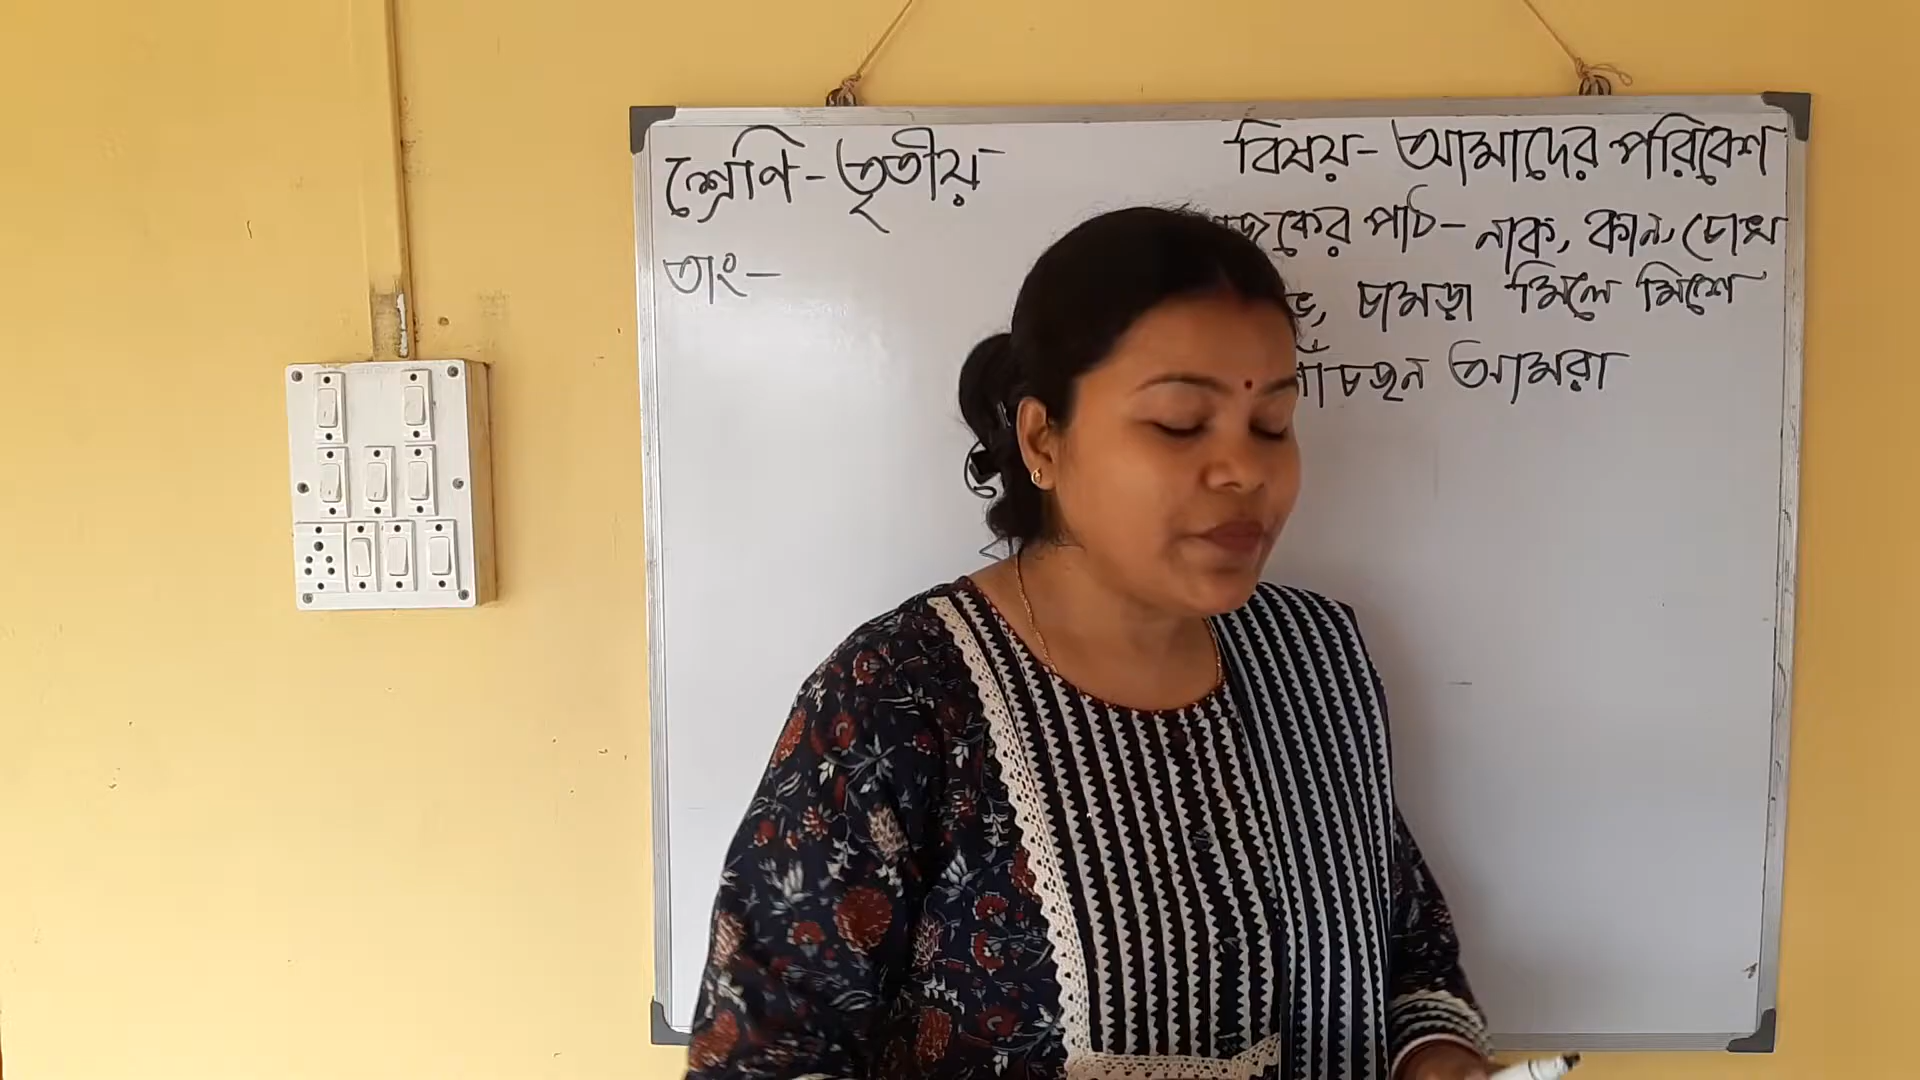 শ্রেণি - তৃতীয়
তাং -
বিষয় - আমাদের পরিবেশ
পাঠ - নাক, কান, চোখ
চামড়া মিলে মিশে
আমরা